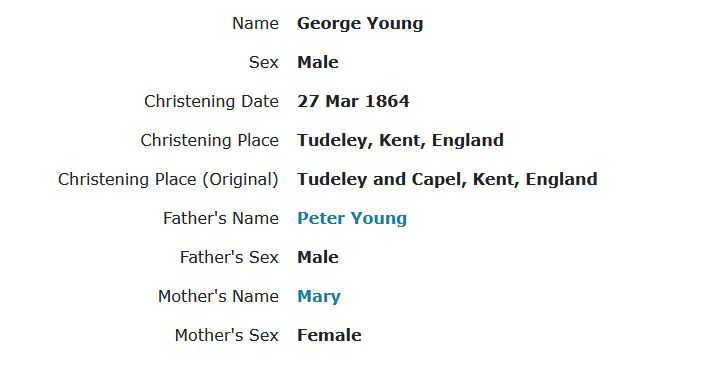 Name George Young
Sex Male
Christening Date 27 Mar 1864
Christening Place Tudeley, Kent, England
Christening Place (Original) Tudeley and Capel, Kent, England
Father's Name Peter Young
Father's Sex Male
Mother's Name Mary
Mother's Sex Female